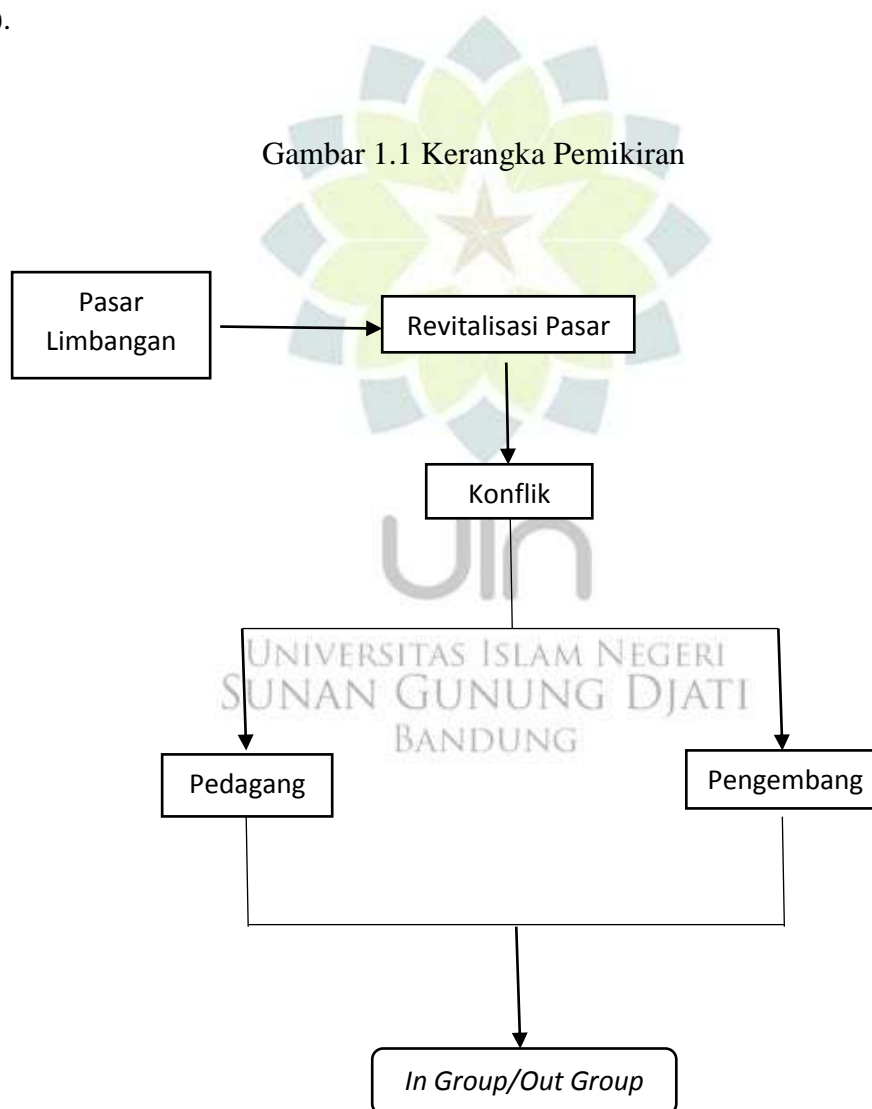 ).
Gambar 1.1 Kerangka Pemikiran
Pasar
Limbangan
Revitalisasi Pasar
Konflik
uin
UNIVERSITAS ISLAM NEGERI
SUNAN GUNUNG DJATI
BANDUNG
Pedagang
Pengembang
In Group/Out Group